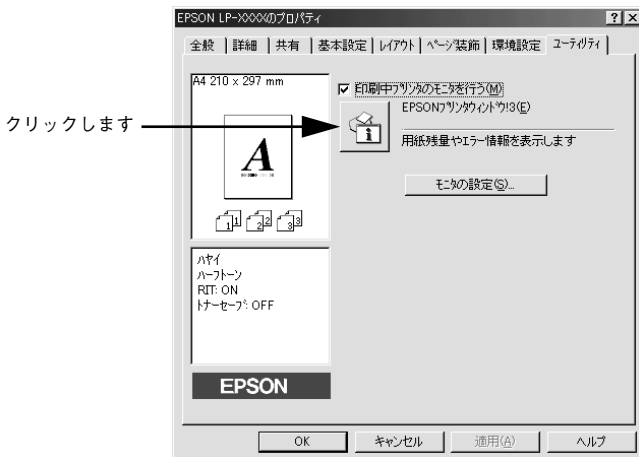 EPSON LP-XXXXのプロパティ
? ×
全般 詳細 共有 基本設定 レイアウト ページ装飾 環境設定 ユーティリティ
A4 210 x 297 mm
A
1 1 2 2 3 3
ハヤイ
ハーフトーン
RIT: ON
トナーセーブ: OFF
EPSON
印刷中プリンタのモニタを行う(M)
EPSONプリンタウィンドウ!3(E)
用紙残量やエラー情報を表示します
モニタの設定(S)...
クリックします
OK キャンセル 適用(A) ヘルプ